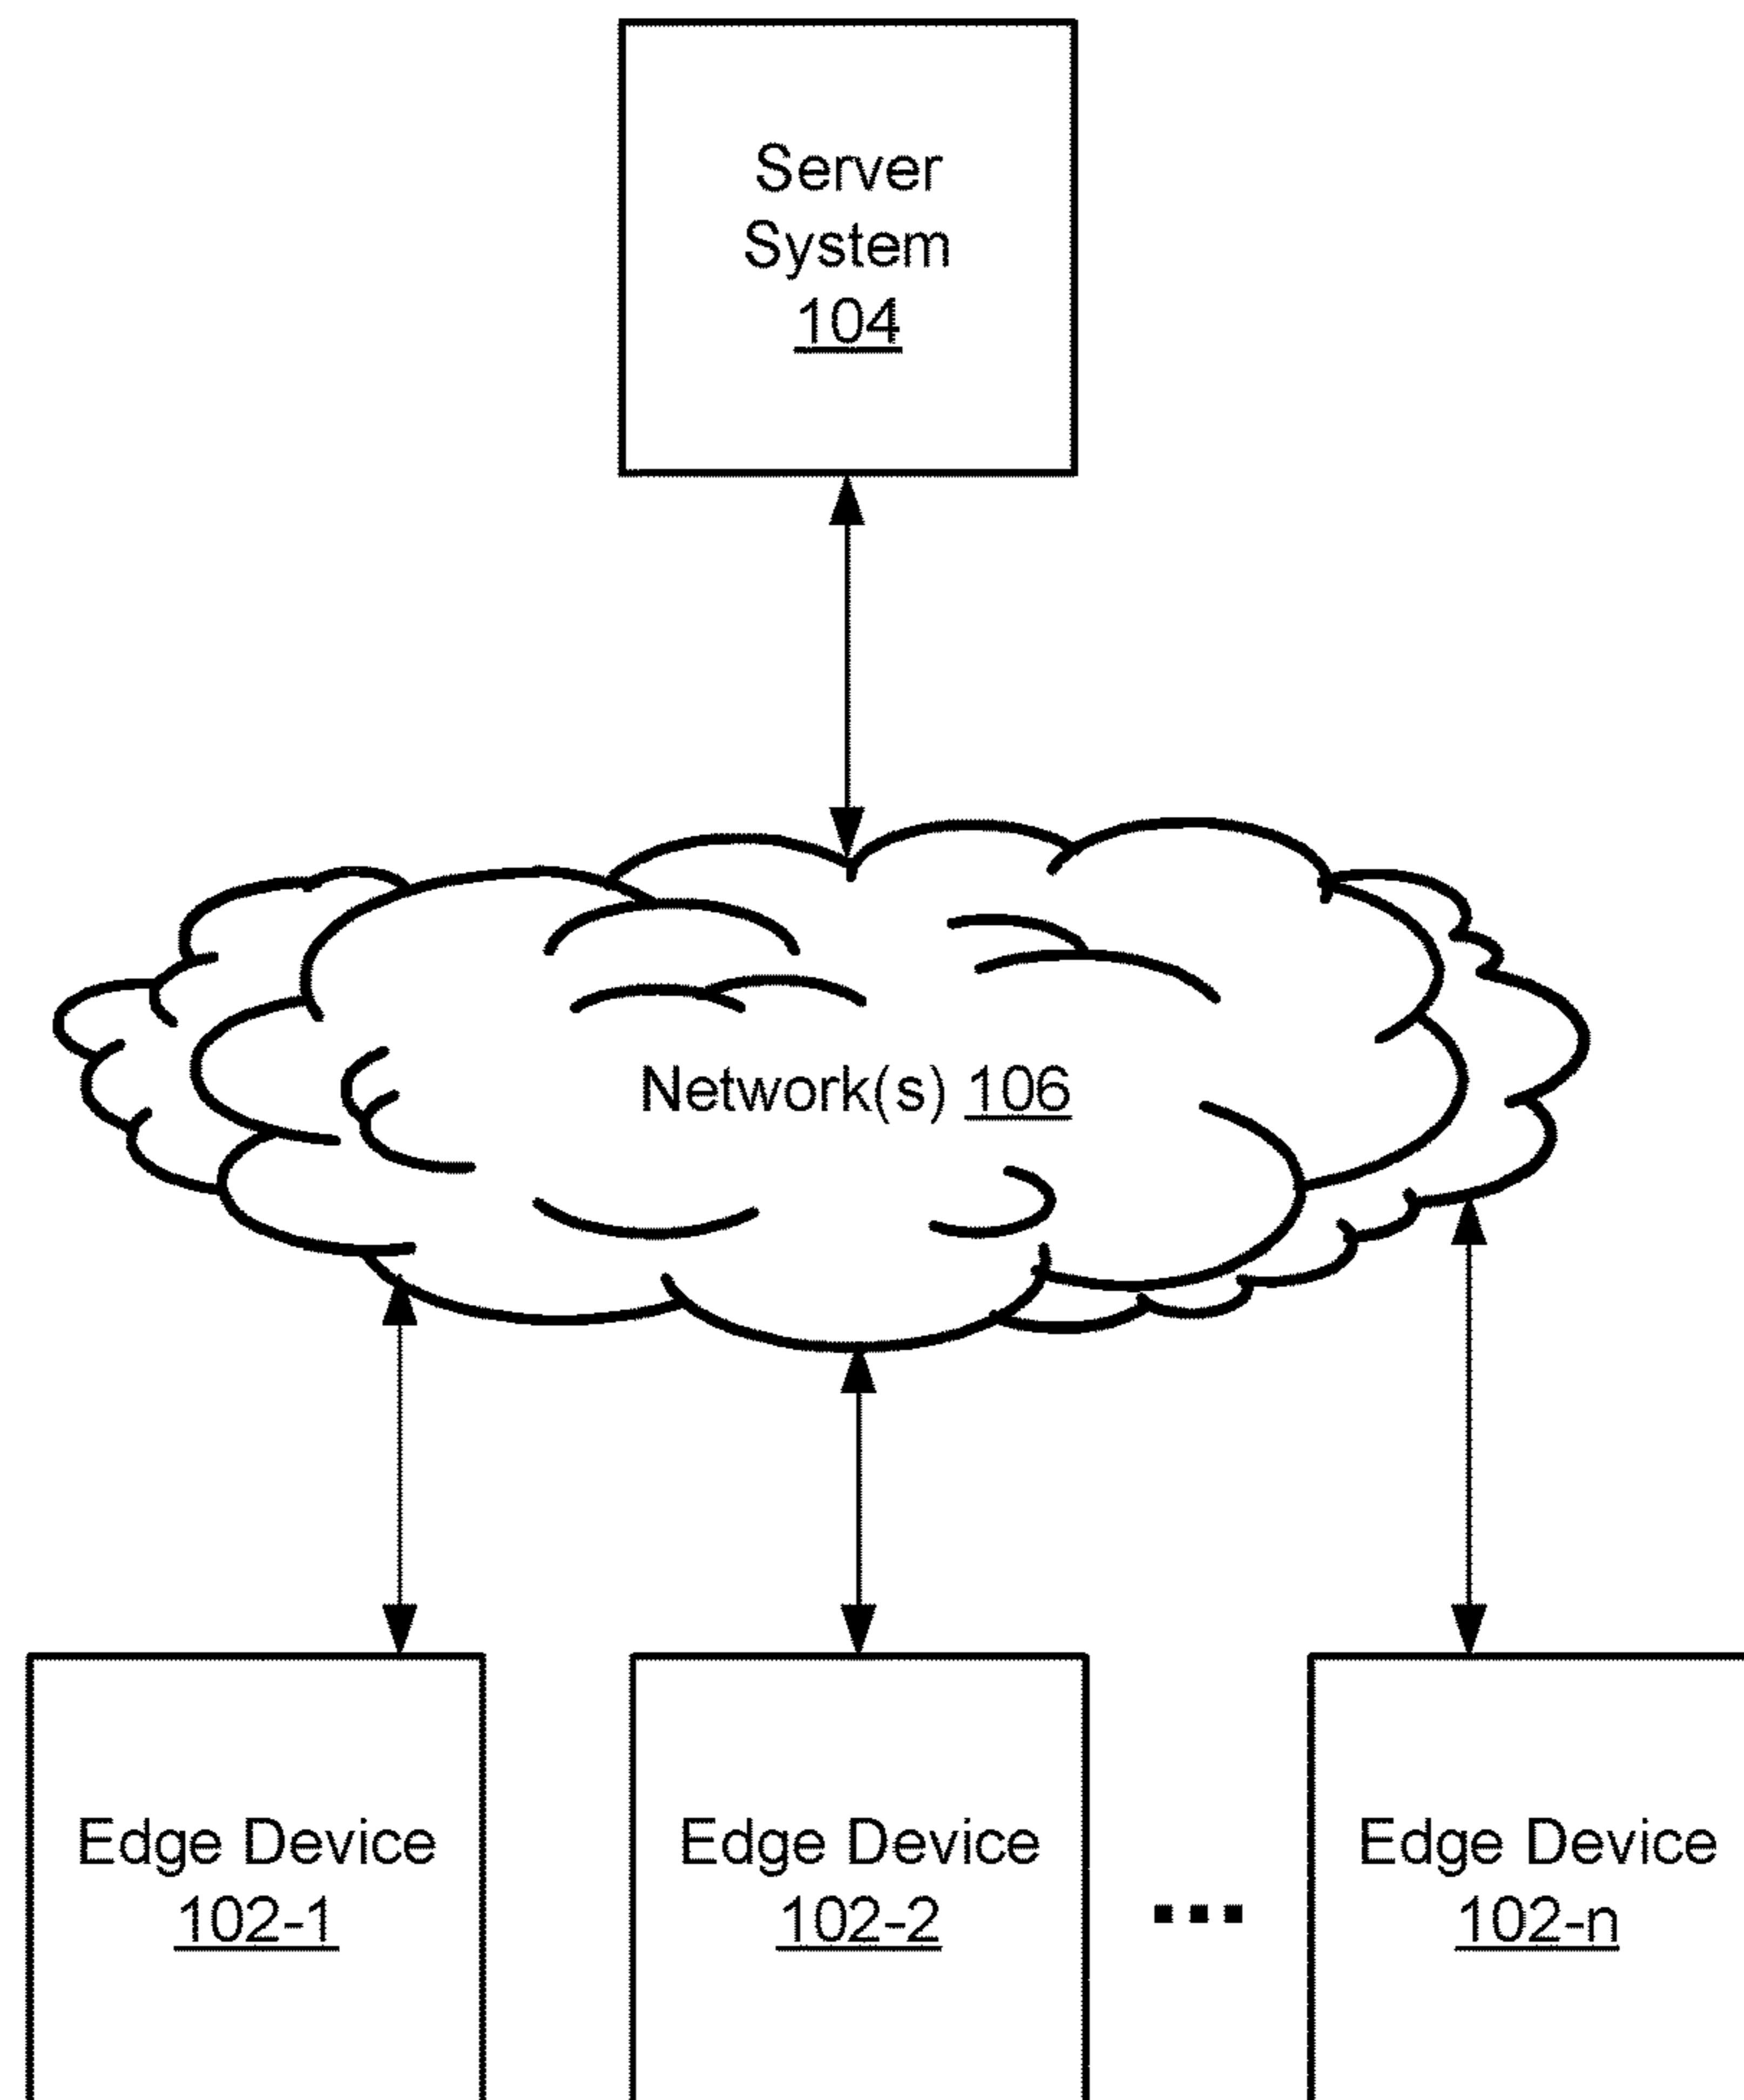 Server
System
104
Network(s) 106
Edge Device
102-1
Edge Device
102-2
...
Edge Device
102-n